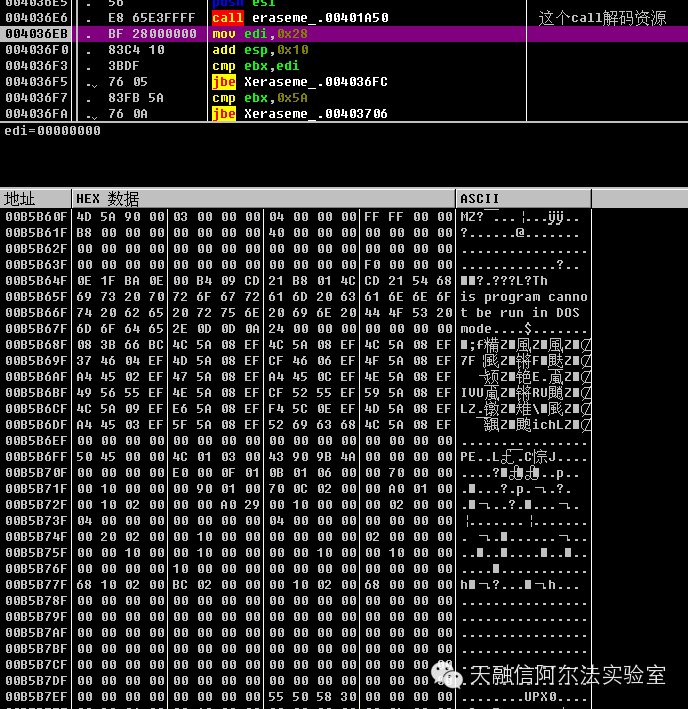 004036E5 . 56 push esi
004036E6 . E8 65E3FFFF call eraseme_.00401A50 这个call解码资源
004036EB . BF 28000000 mov edi,0x28
004036F0 . 83C4 10 add esp,0x10
004036F3 . 3BDF cmp ebx,edi
004036F5 . 76 05 jbe Xeraseme_.004036FC
004036F7 . 83FB 5A cmp ebx,0x5A
004036FA . 76 0A jbe Xeraseme_.00403706
edi=00000000
地址 HEX 数据 ASCII
00B5B60F 4D 5A 90 00 03 00 00 00 04 00 00 00 FF FF 00 00
00B5B61F B8 00 00 00 00 00 00 00 40 00 00 00 00 00 00 00 ?.......@.......
00B5B62F 00 00 00 00 00 00 00 00 00 00 00 00 00 00 00 00 ................
00B5B63F 00 00 00 00 00 00 00 00 00 00 00 00 F0 00 00 00 ............?..
00B5B64F 0E 1F BA 0E 00 B4 09 CD 21 B8 01 4C CD 21 54 68
00B5B65F 69 73 20 70 72 6F 67 72 61 6D 20 63 61 6E 6E 6F is program canno
00B5B66F 74 20 62 65 20 72 75 6E 20 69 6E 20 44 4F 53 20 t be run in DOS
00B5B67F 6D 6F 64 65 2E 0D 0D 0A 24 00 00 00 00 00 00 00 mode....$.......
00B5B68F 08 3B 66 BC 4C 5A 08 EF 4C 5A 08 EF 4C 5A 08 EF
00B5B69F 37 46 04 EF 4D 5A 08 EF CF 46 06 EF 4F 5A 08 EF
00B5B6AF A4 45 02 EF 47 5A 08 EF A4 45 0C EF 4E 5A 08 EF
00B5B6BF 49 56 55 EF 4E 5A 08 EF CF 52 55 EF 59 5A 08 EF
00B5B6CF 4C 5A 09 EF E6 5A 08 EF F4 5C 0E EF 4D 5A 08 EF
00B5B6DF A4 45 03 EF 5F 5A 08 EF 52 69 63 68 4C 5A 08 EF
00B5B6EF 00 00 00 00 00 00 00 00 00 00 00 00 00 00 00 00 ................
00B5B6FF 50 45 00 00 4C 01 03 00 43 90 9B 4A 00 00 00 00
00B5B70F 00 00 00 00 E0 00 0F 01 0B 01 06 00 00 70 00 00
00B5B71F 00 10 00 00 00 90 01 00 70 0C 02 00 00 A0 01 00
00B5B72F 00 10 02 00 00 00 A0 29 00 10 00 00 00 02 00 00
00B5B73F 04 00 00 00 00 00 00 00 04 00 00 00 00 00 00 00
00B5B74F 00 20 02 00 00 10 00 00 00 00 00 00 02 00 00 00
00B5B75F 00 00 10 00 00 10 00 00 00 00 10 00 00 10 00 00
00B5B76F 00 00 00 00 10 00 00 00 00 00 00 00 00 00 00 00
00B5B77F 68 10 02 00 BC 02 00 00 00 10 02 00 68 00 00 00
00B5B78F 00 00 00 00 00 00 00 00 00 00 00 00 00 00 00 00 ................
00B5B79F 00 00 00 00 00 00 00 00 00 00 00 00 00 00 00 00 ................
00B5B7AF 00 00 00 00 00 00 00 00 00 00 00 00 00 00 00 00 ................
00B5B7BF 00 00 00 00 00 00 00 00 00 00 00 00 00 00 00 00 ................
00B5B7CF 00 00 00 00 00 00 00 00 00 00 00 00 00 00 00 00
00B5B7DF 00 00 00 00 00 00 00 00 00 00 00 00 00 00 00 00
00B5B7EF 00 00 00 00 00 00 00 00 55 50 58 30 00 00 00 00 ........UPX0....
天融信阿尔法实验室